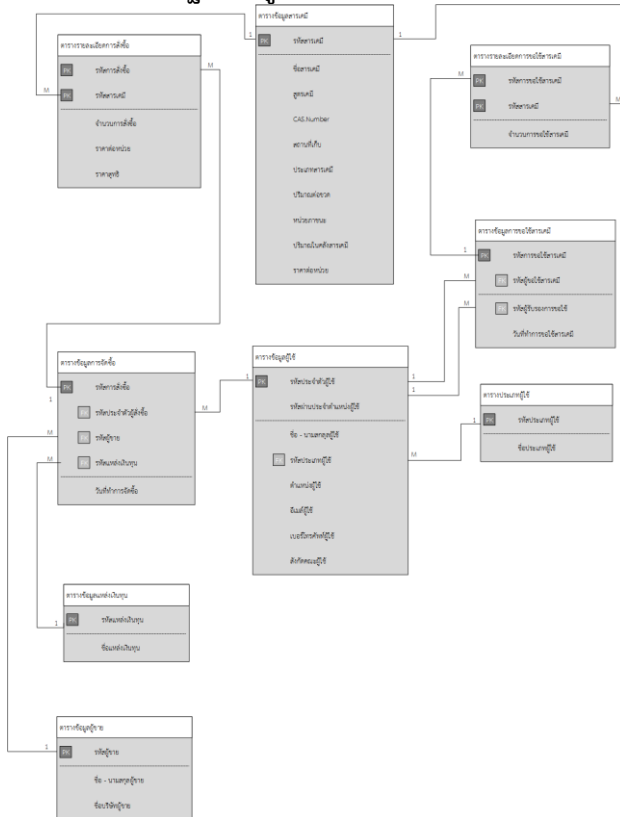 ตารางรายละเอียดการสั่งซื้อ
PK รหัสการสั่งซื้อ
PK รหัสสารเคมี
จำนวนการสั่งซื้อ
ราคาต่อหน่วย
ราคาสุทธิ
M
M
ตารางข้อมูลสารเคมี
1
PK รหัสสารเคมี
1
ชื่อสารเคมี
สูตรเคมี
CAS.Number
สถานที่เก็บ
ประเภทสารเคมี
ปริมาณต่อขวด
หน่วยภาชนะ
ปริมาณในคลังสารเคมี
ราคาต่อหน่วย
ตารางรายละเอียดการขอใช้สารเคมี
M
PK รหัสการขอใช้สารเคมี
PK รหัสสารเคมี
M
จำนวนการขอใช้สารเคมี
ตารางข้อมูลการขอใช้สารเคมี
1
PK รหัสการขอใช้สารเคมี
M
รหัสผู้ขอใช้สารเคมี
M
รหัสผู้รับรองการขอใช้
วันที่ทำการขอใช้สารเคมี
ตารางข้อมูลการจัดซื้อ
PK รหัสการสั่งซื้อ
1
รหัสประจำตัวผู้สั่งซื้อ
M
M
รหัสผู้ขาย
M
รหัสแหล่งเงินทุน
วันที่ทำการจัดซื้อ
ตารางข้อมูลผู้ใช้
1
PK รหัสประจำตัวผู้ใช้
1
รหัสผ่านประจำตำแหน่งผู้ใช้
1
ชื่อ – นามสกุลผู้ใช้
รหัสประเภทผู้ใช้
M
ตำแหน่งผู้ใช้
อีเมล์ผู้ใช้
เบอร์โทรศัพท์ผู้ใช้
สังกัดคณะผู้ใช้
ตารางประเภทผู้ใช้
1
PK รหัสประเภทผู้ใช้
ชื่อประเภทผู้ใช้
ตารางข้อมูลแหล่งเงินทุน
1
PK รหัสแหล่งเงินทุน
ชื่อแหล่งเงินทุน
ตารางข้อมูลผู้ขาย
1
PK รหัสผู้ขาย
ชื่อ – นามสกุลผู้ขาย
ชื่อบริษัทผู้ขาย